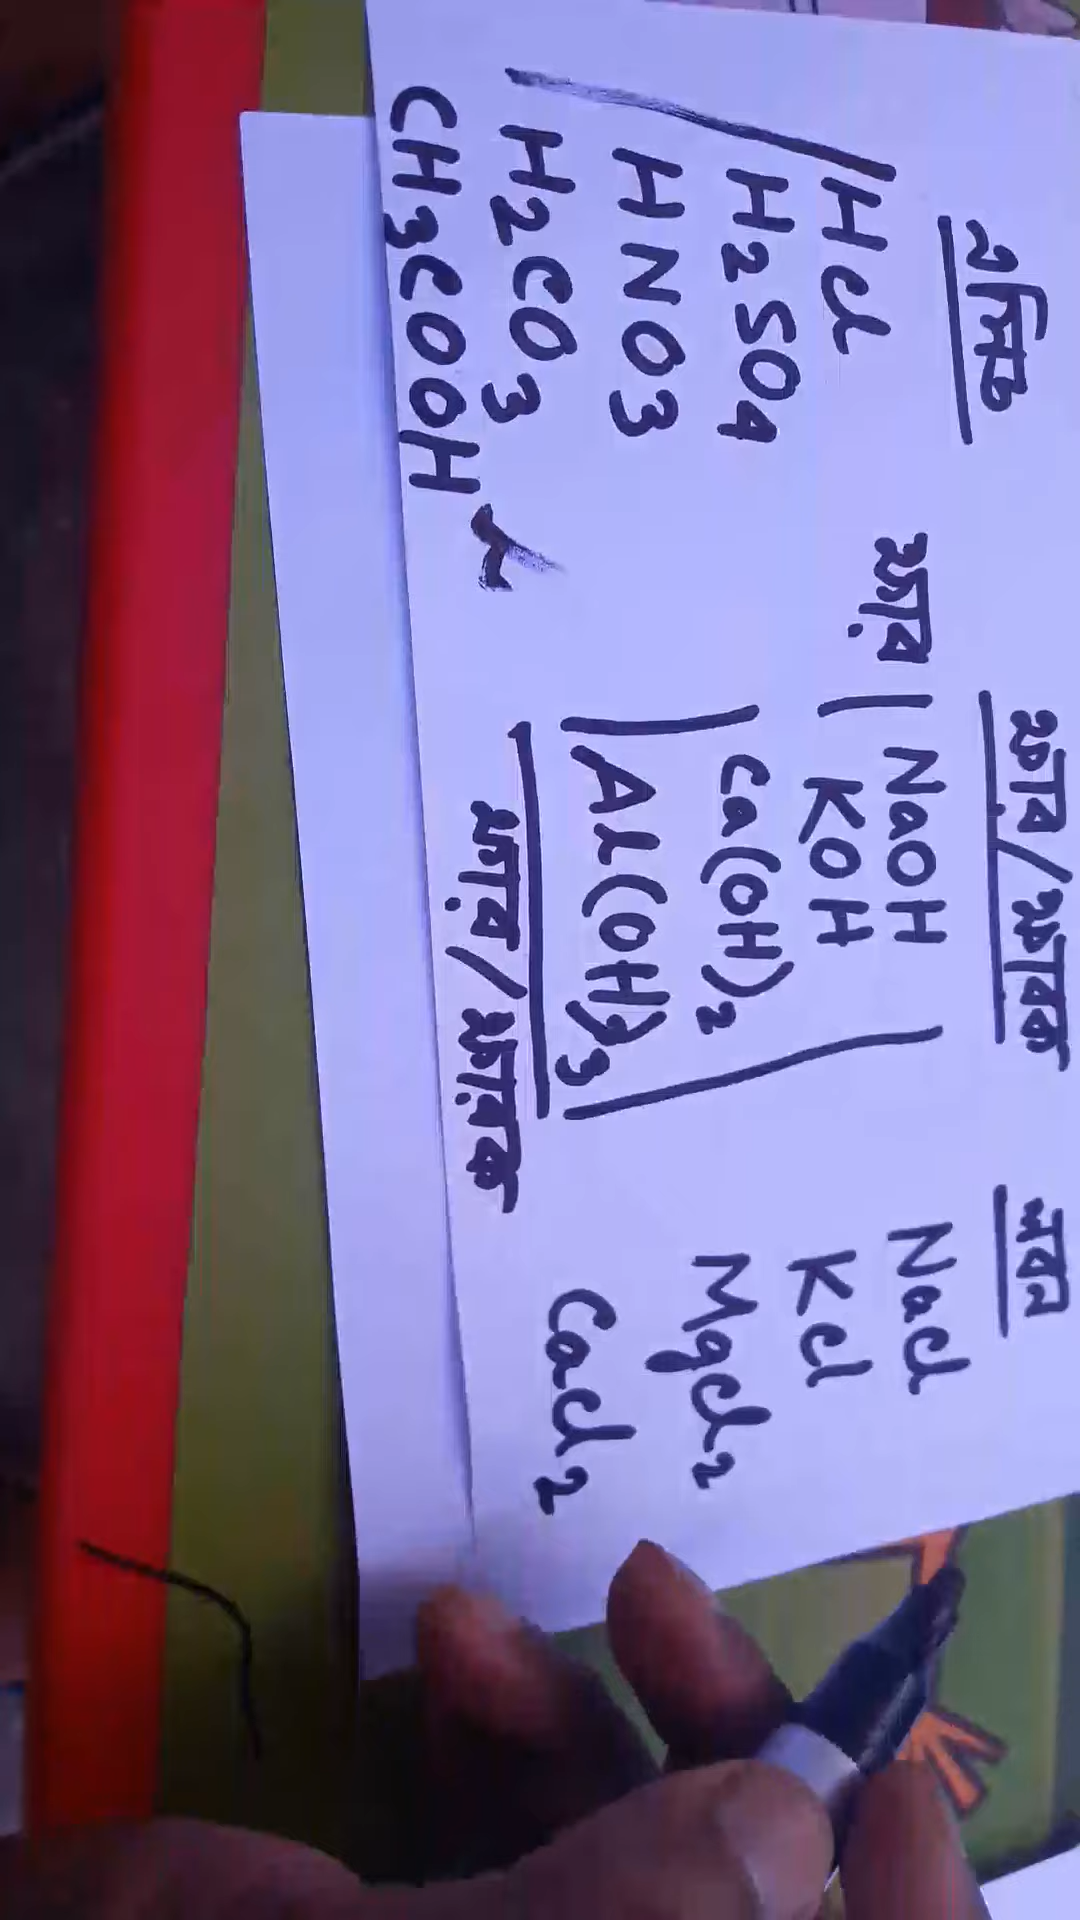 এসিড
ক্ষার/ক্ষারক
লবন
HCl
H2SO4
HNO3
H2CO3
CH3COOH
ক্ষার
NaOH
KOH
Ca(OH)2
Al(OH)3
ক্ষার/ক্ষারক
NaCl
KCl
MgCl2
CaCl2